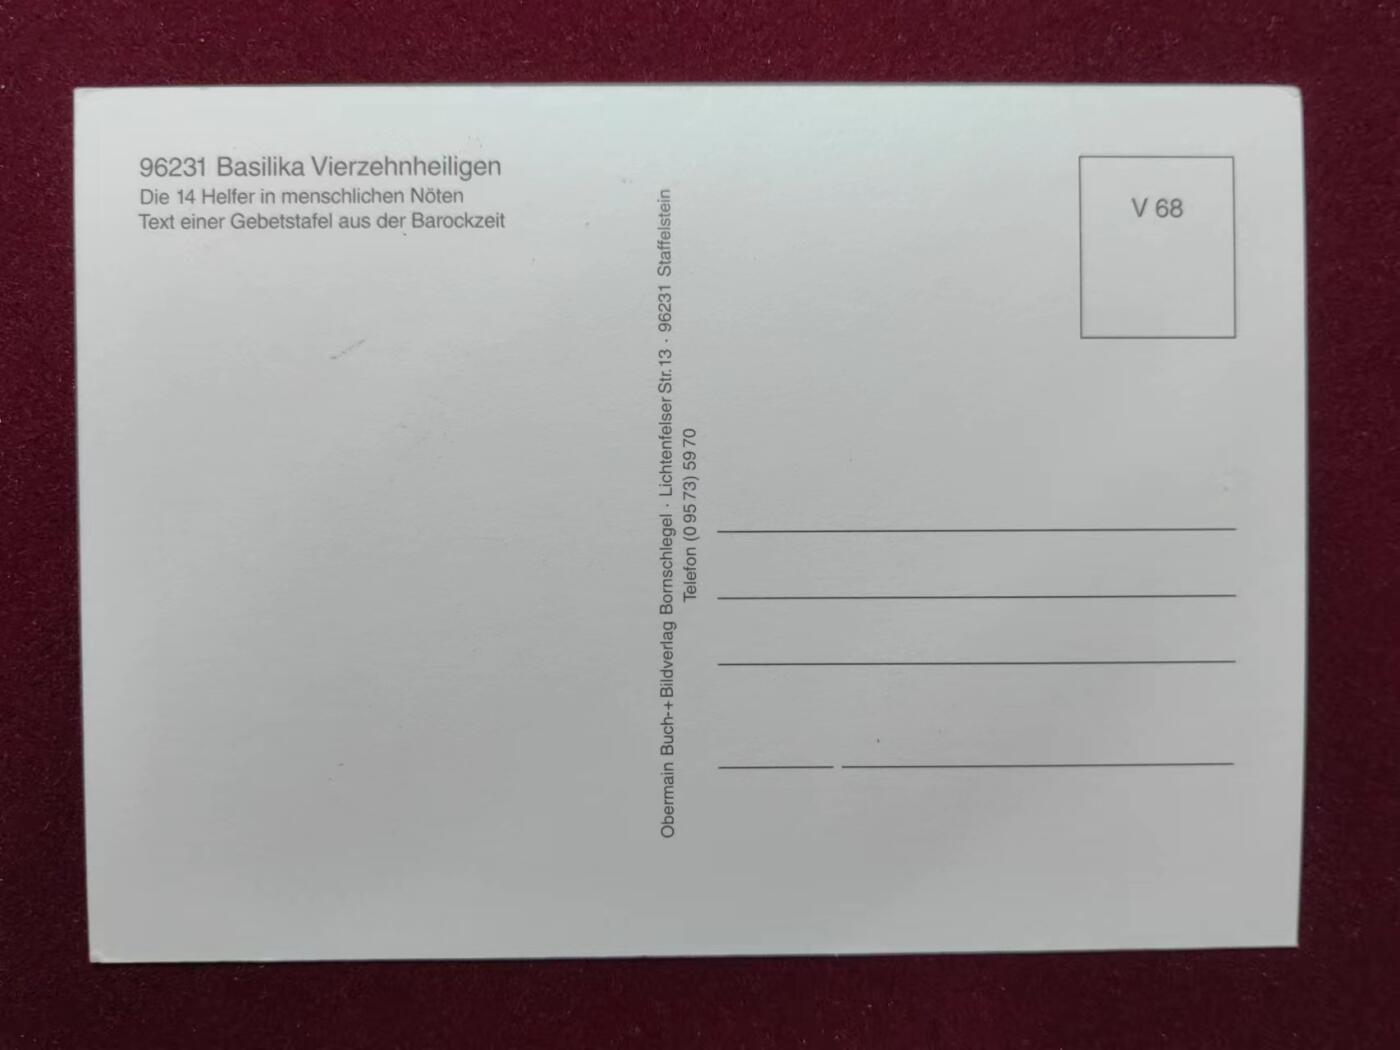 96231 Basilika Vierzehnheiligen
Die 14 Helfer in menschlichen Nöten
Text einer Gebetstafel aus der Barockzeit
Obermain Buch-+Bildverlag Bornschlegel · Lichtenfelser Str. 13 · 96231 Staffelstein
Telefon (0 95 73) 59 70
V 68